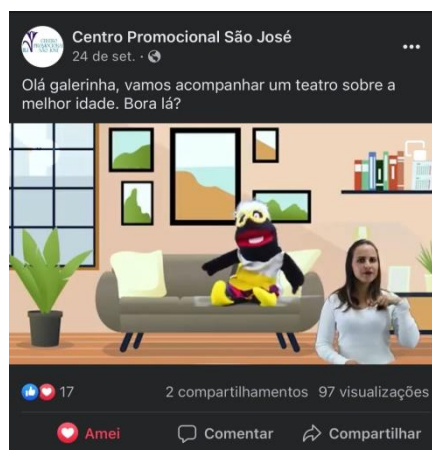 Centro Promocional São José
24 de set.
Olá galerinha, vamos acompanhar um teatro sobre a
melhor idade. Bora lá?
17
2 compartilhamentos 97 visualizações
Amei
Comentar
Compartilhar